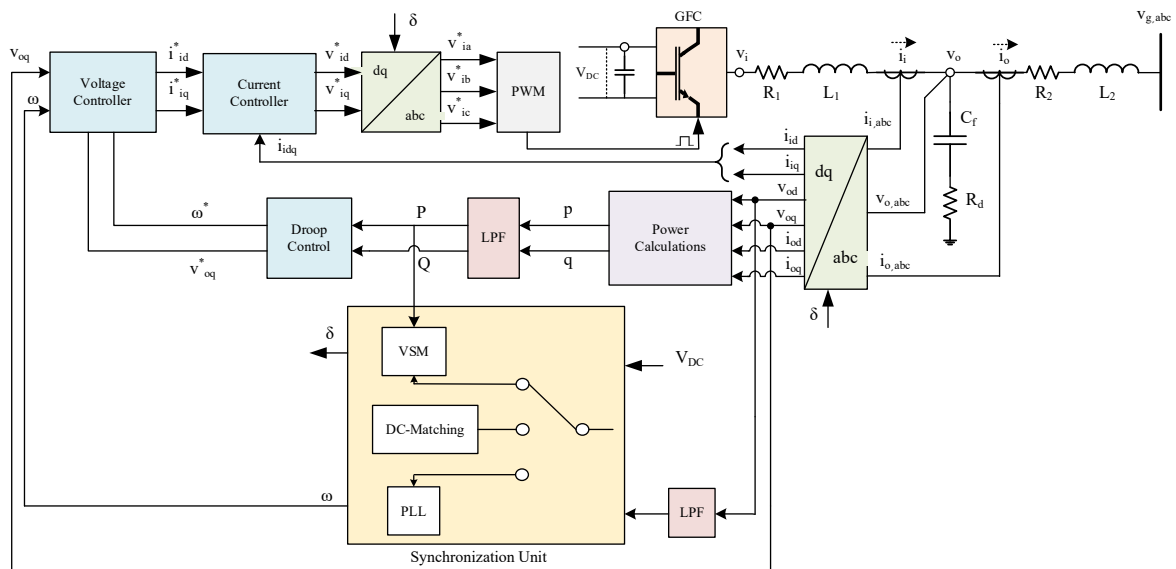 v_oq
ω
Voltage
Controller
i*_id
i*_iq
Current
Controller
i_idq
v*_id
v*_iq
δ
dq
abc
v*_ia
v*_ib
v*_ic
PWM
V_DC
GFC
v_i
R_1
L_1
i_i
v_o
i_o
R_2
L_2
v_g,abc
C_f
R_d
i_i,abc
v_o,abc
i_o,abc
dq
abc
δ
i_id
i_iq
v_od
v_oq
i_od
i_oq
Power
Calculations
p
q
LPF
P
Q
Droop
Control
ω*
v*_oq
δ
VSM
V_DC
DC-Matching
PLL
ω
LPF
Synchronization Unit